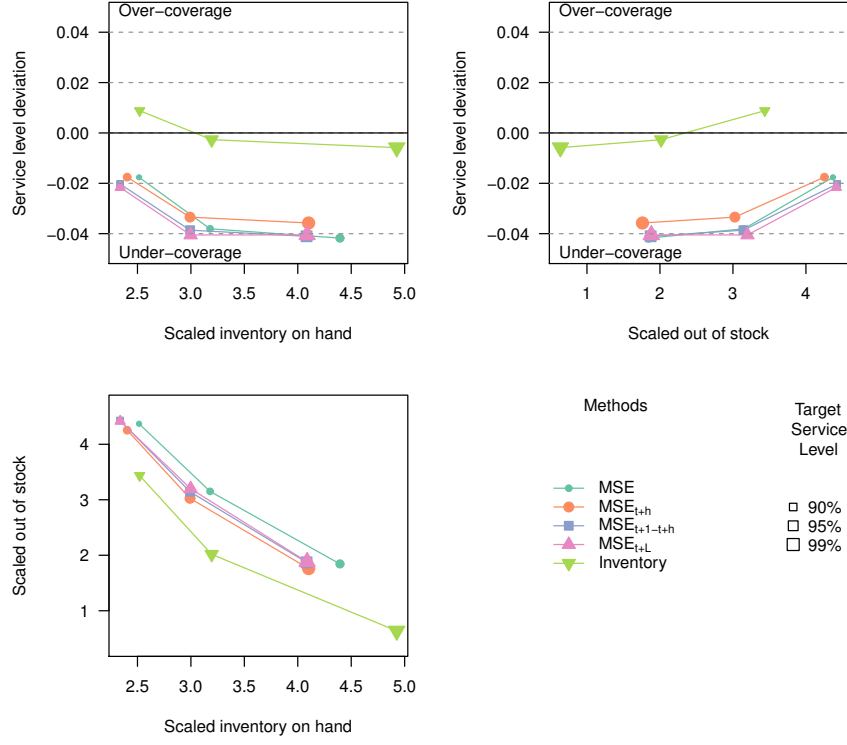 Over−coverage
0.04
0.02
0.00
−0.02
−0.04
Under−coverage
2.5 3.0 3.5 4.0 4.5 5.0
Service level deviation
Scaled inventory on hand
Over−coverage
0.04
0.02
0.00
−0.02
−0.04
Under−coverage
1 2 3 4
Service level deviation
Scaled out of stock
4
3
2
1
2.5 3.0 3.5 4.0 4.5 5.0
Scaled out of stock
Scaled inventory on hand
Methods
MSE
MSEt+h
MSEt+1−t+h
MSEt+L
Inventory
Target
Service
Level
90%
95%
99%